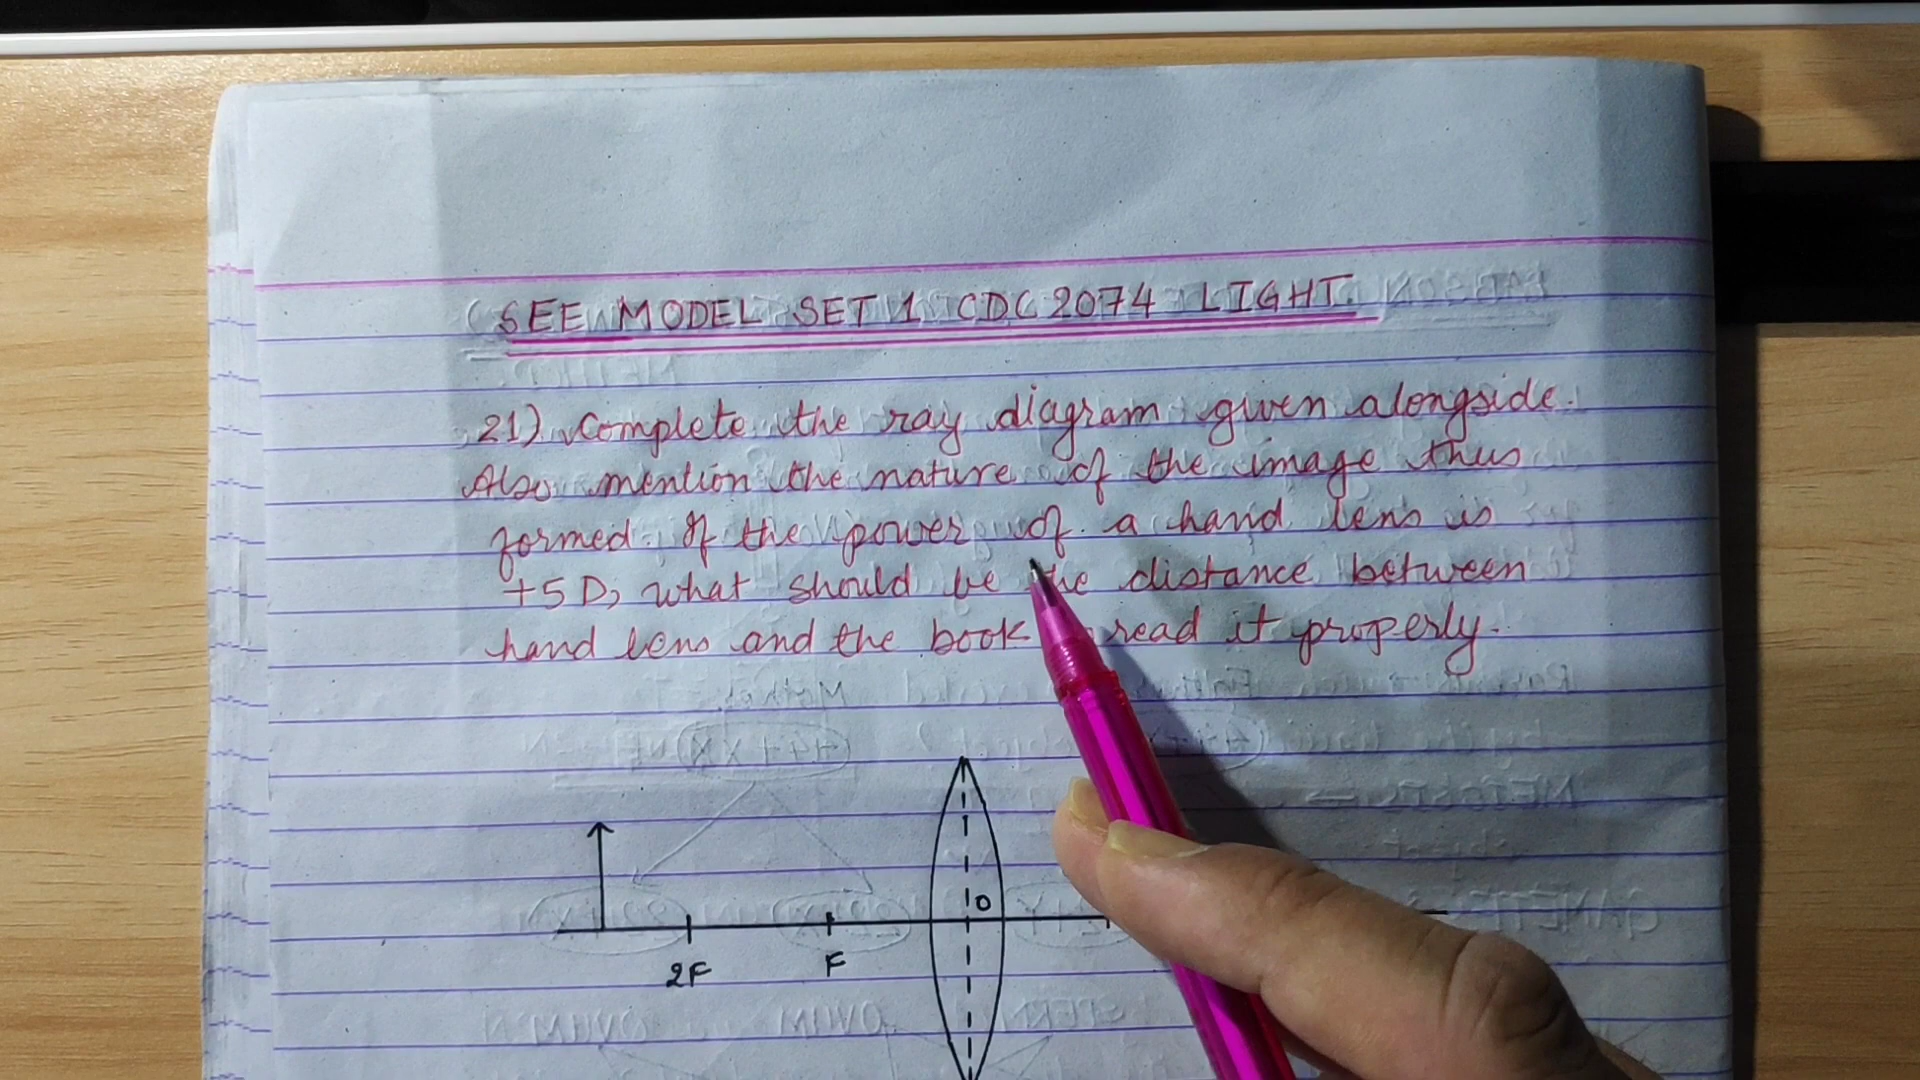 SEE MODEL SET 1 CDC 2074 LIGHT.
21) Complete the ray diagram given alongside.
Also mention the nature of the image thus
formed. If the power of a hand lens is
+5D, what should be the distance between
hand lens and the book read it properly.
O
2F F